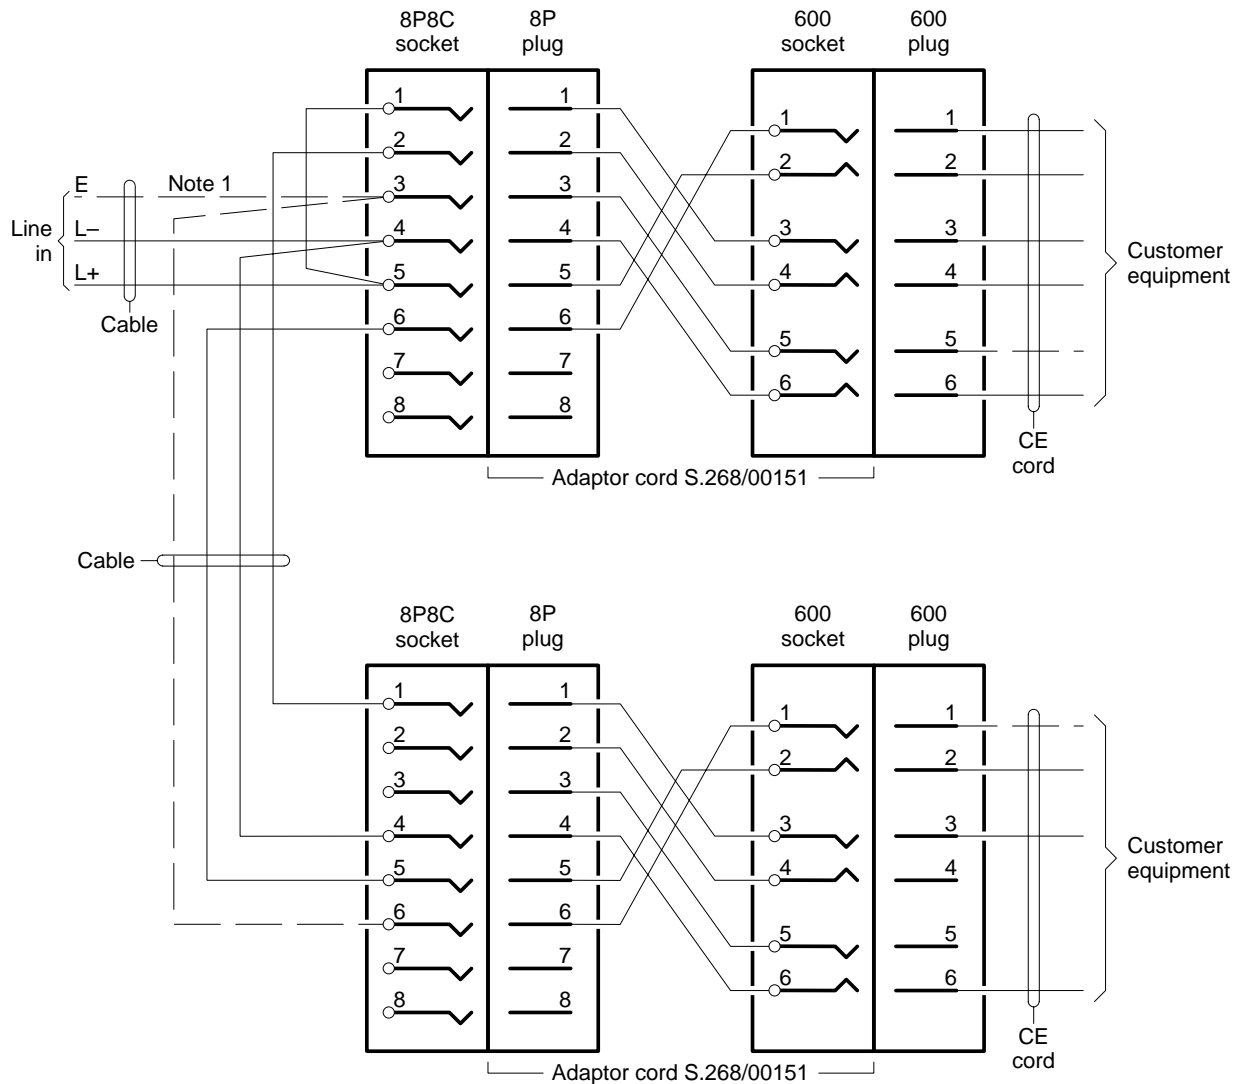 8P8C
socket
8P
plug
600
socket
600
plug
1
2
3
4
5
6
7
8
1
2
3
4
5
6
7
8
1
2
3
4
5
6
1
2
3
4
5
6
E
Note 1
L–
L+
Line
in
Cable
Customer
equipment
CE
cord
Adaptor cord S.268/00151
Cable
8P8C
socket
8P
plug
600
socket
600
plug
1
2
3
4
5
6
7
8
1
2
3
4
5
6
7
8
1
2
3
4
5
6
1
2
3
4
5
6
Customer
equipment
CE
cord
Adaptor cord S.268/00151